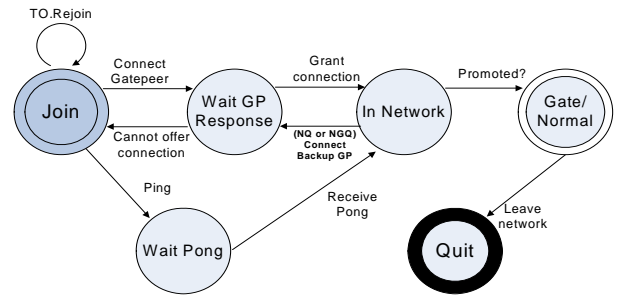 TO.Rejoin
Connect
Gatepeer
Grant
connection
Promoted?
Join
Wait GP
Response
In Network
Gate/
Normal
Cannot offer
connection
(NQ or NGQ)
Connect
Backup GP
Ping
Receive
Pong
Leave
network
Wait Pong
Quit